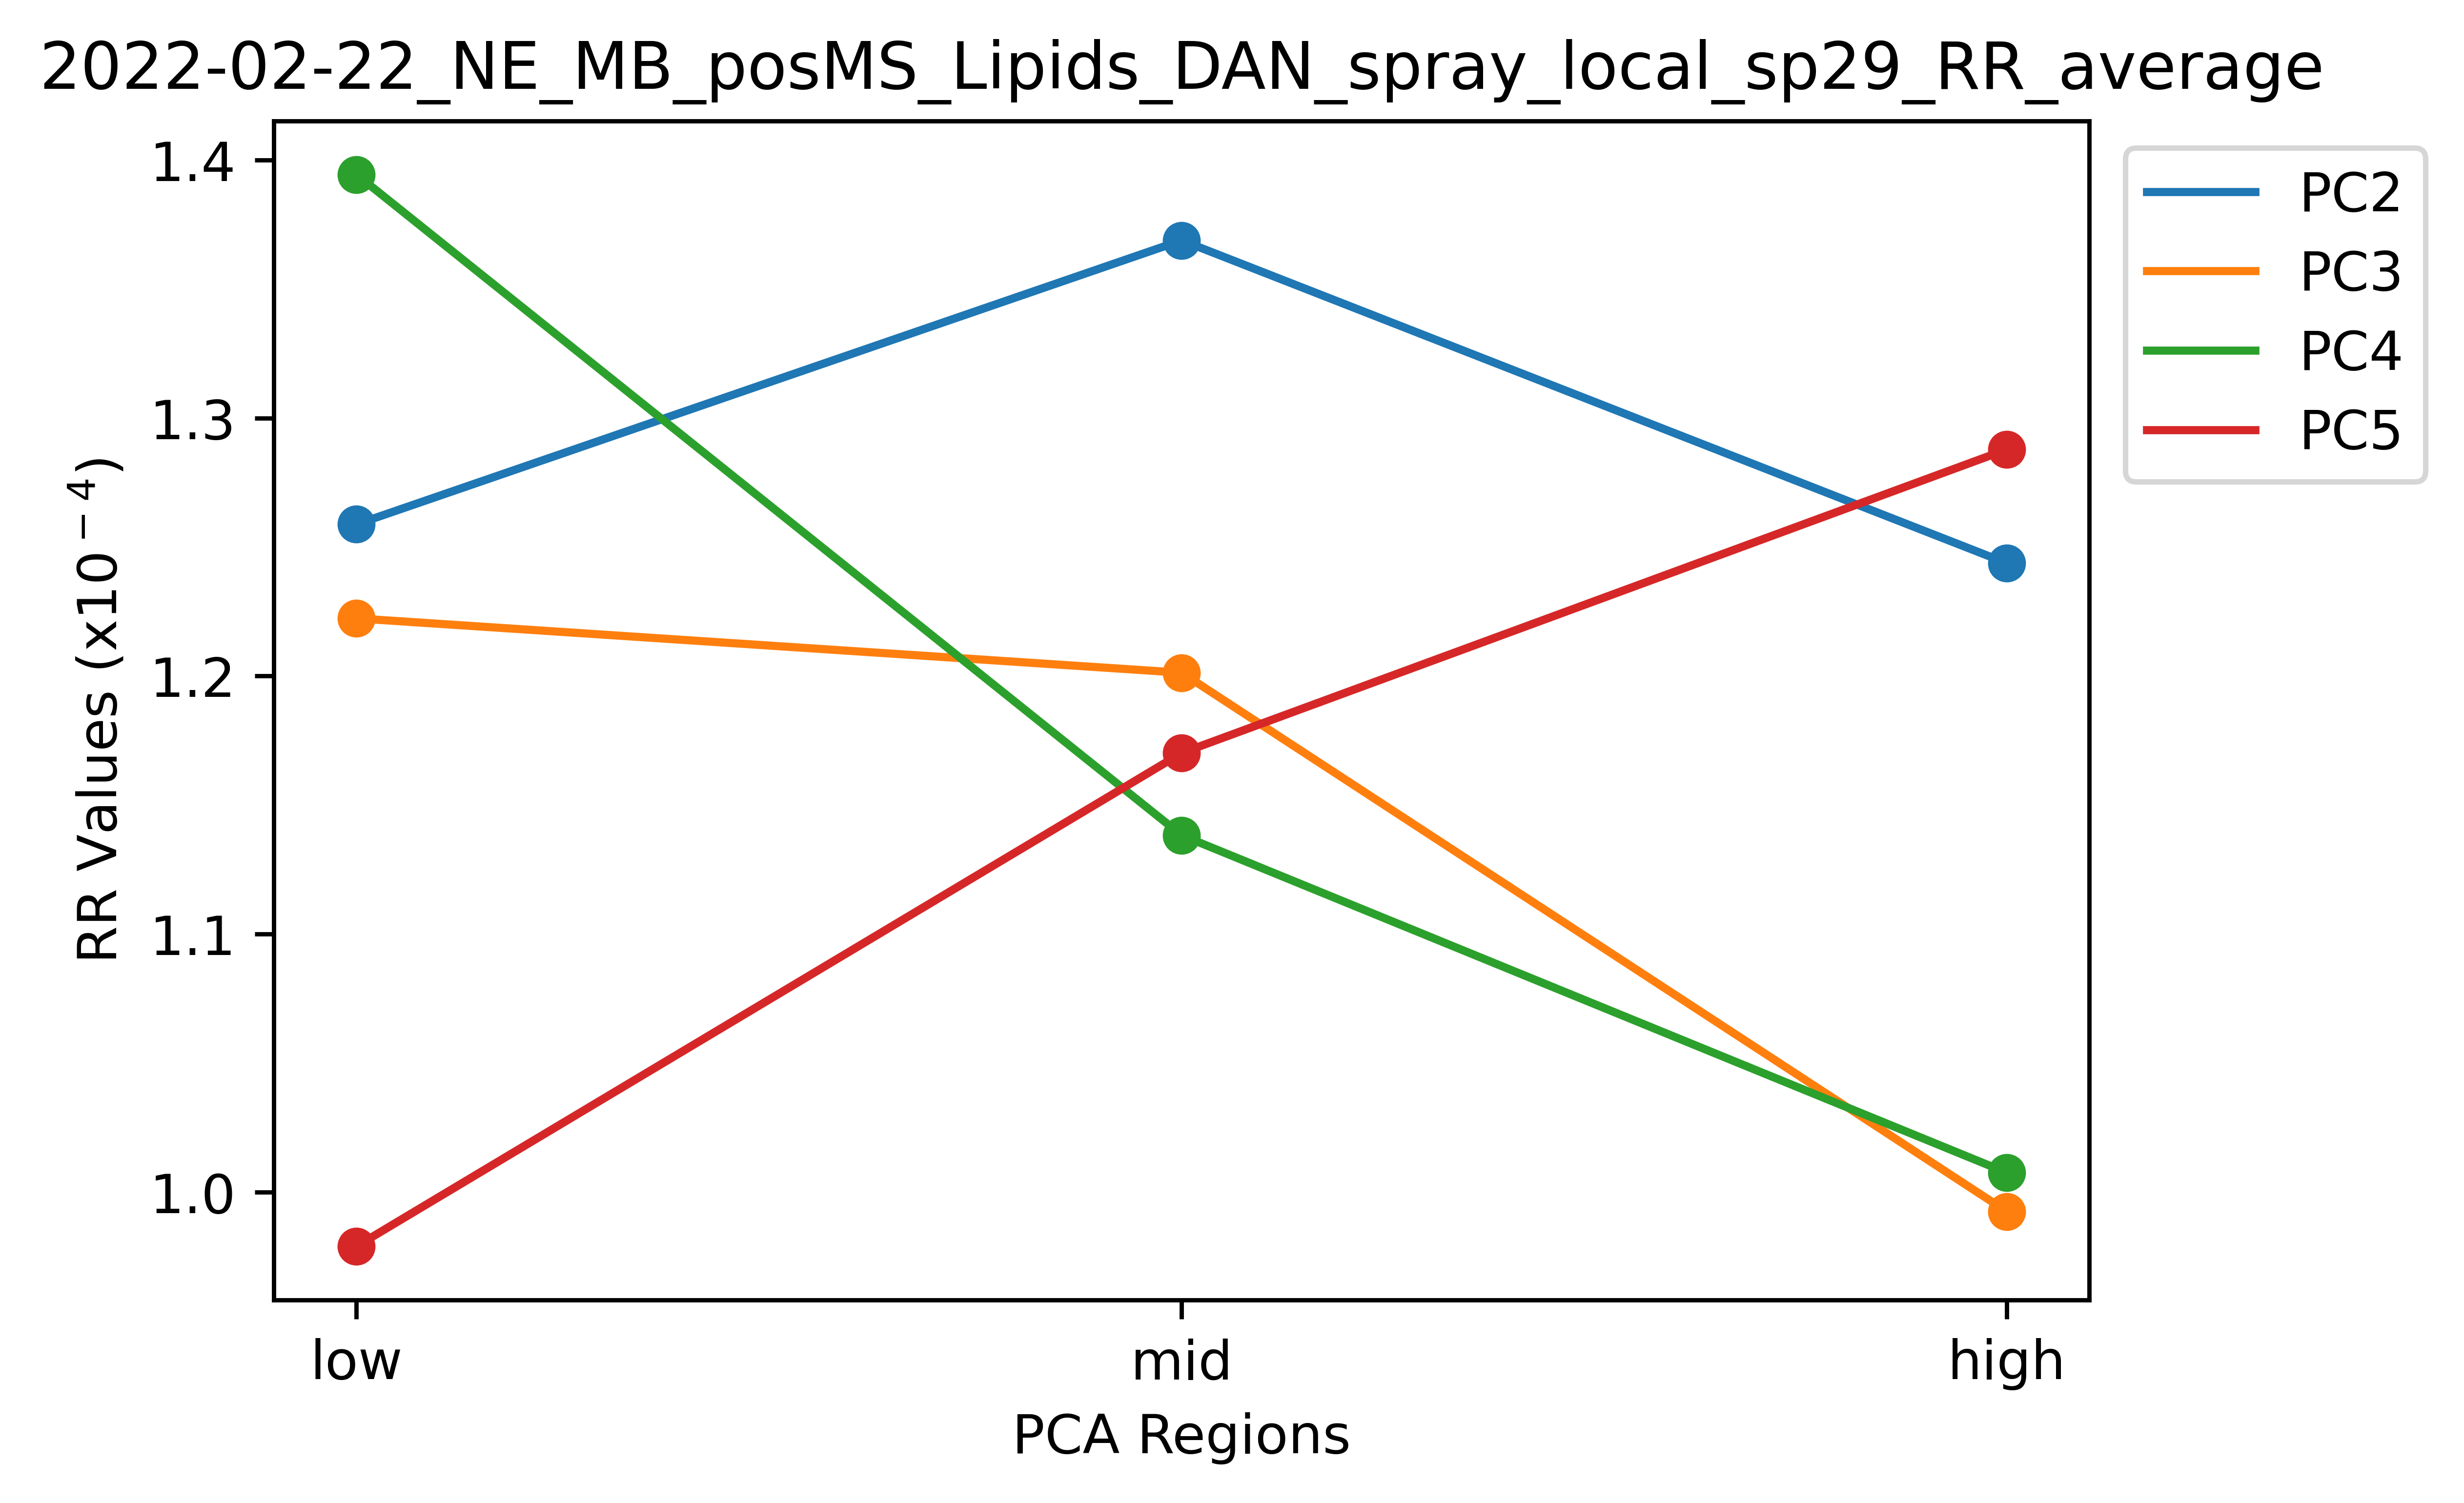 2022-02-22_NE_MB_posMS_Lipids_DAN_spray_local_sp29_RR_average
RR Values (x10⁻⁴)
1.4
1.3
1.2
1.1
1.0
low
mid
high
PCA Regions
PC2
PC3
PC4
PC5